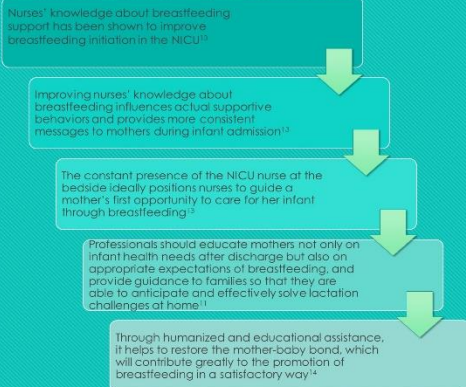 Nurses' knowledge about breastfeeding
support has been shown to improve
breastfeeding initiation in the NICU¹³
Improving nurses' knowledge about
breastfeeding influences actual supportive
behaviors and provides more consistent
messages to mothers during infant admission¹³
The constant presence of the NICU nurse at the
bedside ideally positions nurses to guide a
mother's first opportunity to care for her infant
through breastfeeding¹³
Professionals should educate mothers not only on
infant health needs after discharge but also on
appropriate expectations of breastfeeding, and
provide guidance to families so that they are
able to anticipate and effectively solve lactation
challenges at home¹¹
Through humanized and educational assistance,
it helps to restore the mother-baby bond, which
will contribute greatly to the promotion of
breastfeeding in a satisfactory way¹⁴